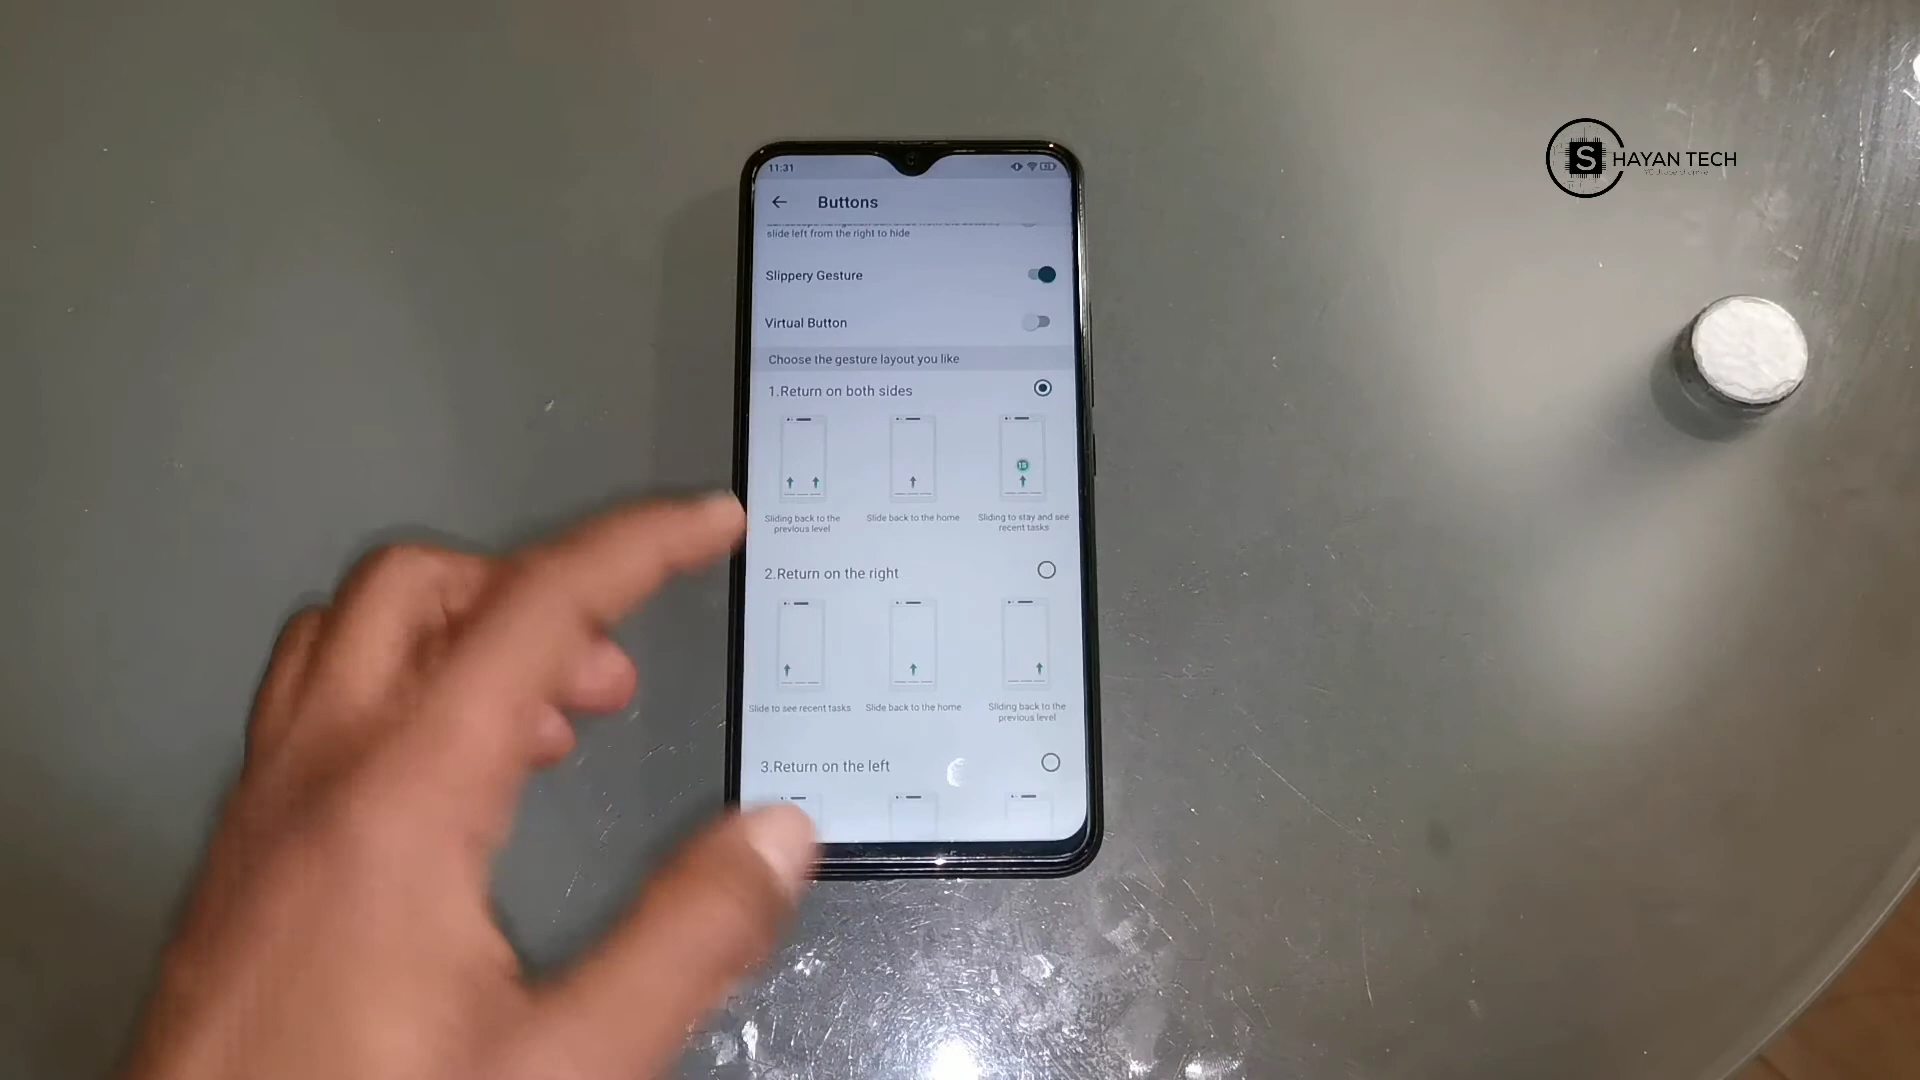 11:31
Buttons
slide left from the right to hide
Slippery Gesture
Virtual Button
Choose the gesture layout you like
1.Return on both sides
1S
Sliding back to the
previous level
Slide back to the home
Sliding to stay and see
recent tasks
2.Return on the right
Slide to see recent tasks
Slide back to the home
Sliding back to the
previous level
3.Return on the left
S HAYAN TECH